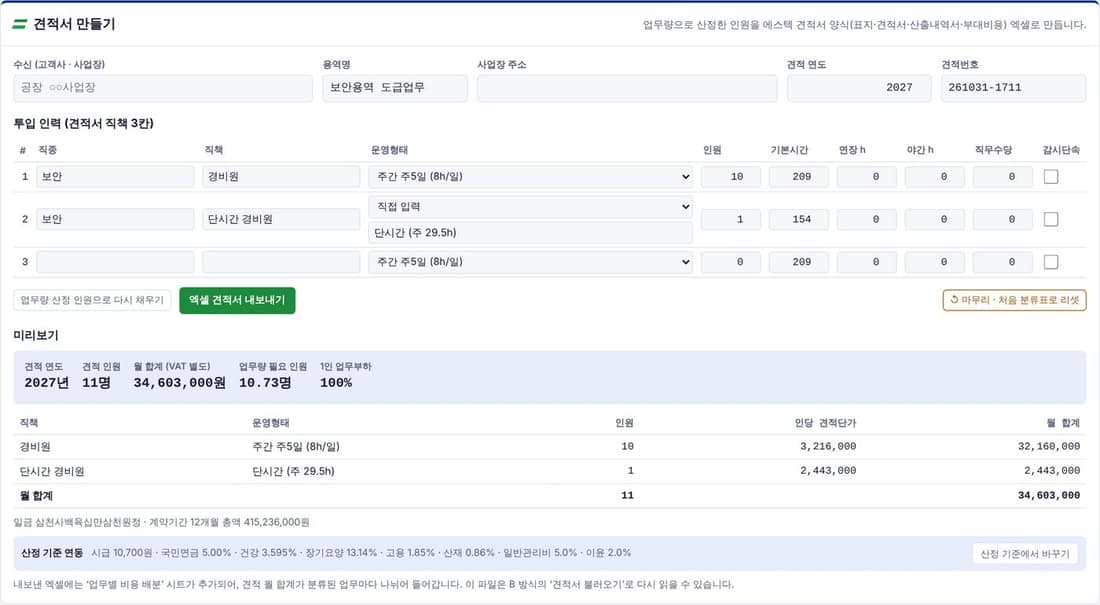 견적서 만들기
업무량으로 산정한 인원을 에스텍 견적서 양식(표지·견적서·산출내역서·부대비용) 엑셀로 만듭니다.
수신 (고객사 · 사업장) 용역명 사업장 주소 견적 연도 견적번호
공장 ○○사업장 보안용역 도급업무 2027 261031-1711
투입 인력 (견적서 직책 3칸)
# 직종 직책 운영형태 인원 기본시간 연장 h 야간 h 직무수당 감시단속
1 보안 경비원 주간 주5일 (8h/일) 10 209 0 0 0
2 보안 단시간 경비원 직접 입력 1 154 0 0 0
단시간 (주 29.5h)
3 주간 주5일 (8h/일) 0 209 0 0 0
업무량 산정 인원으로 다시 채우기 엑셀 견적서 내보내기 마무리 · 처음 분류표로 리셋
미리보기
견적 연도 견적 인원 월 합계 (VAT 별도) 업무량 필요 인원 1인 업무부하
2027년 11명 34,603,000원 10.73명 100%
직책 운영형태 인원 인당 견적단가 월 합계
경비원 주간 주5일 (8h/일) 10 3,216,000 32,160,000
단시간 경비원 단시간 (주 29.5h) 1 2,443,000 2,443,000
월 합계 11 34,603,000
일금 삼천사백육십만삼천원정 · 계약기간 12개월 총액 415,236,000원
산정 기준 연동 시급 10,700원 · 국민연금 5.00% · 건강 3.595% · 장기요양 13.14% · 고용 1.85% · 산재 0.86% · 일반관리비 5.0% · 이윤 2.0% 산정 기준에서 바꾸기
내보낸 엑셀에는 '업무별 비용 배분' 시트가 추가되어, 견적 월 합계가 분류된 업무마다 나뉘어 들어갑니다. 이 파일은 B 방식의 '견적서 불러오기'로 다시 읽을 수 있습니다.